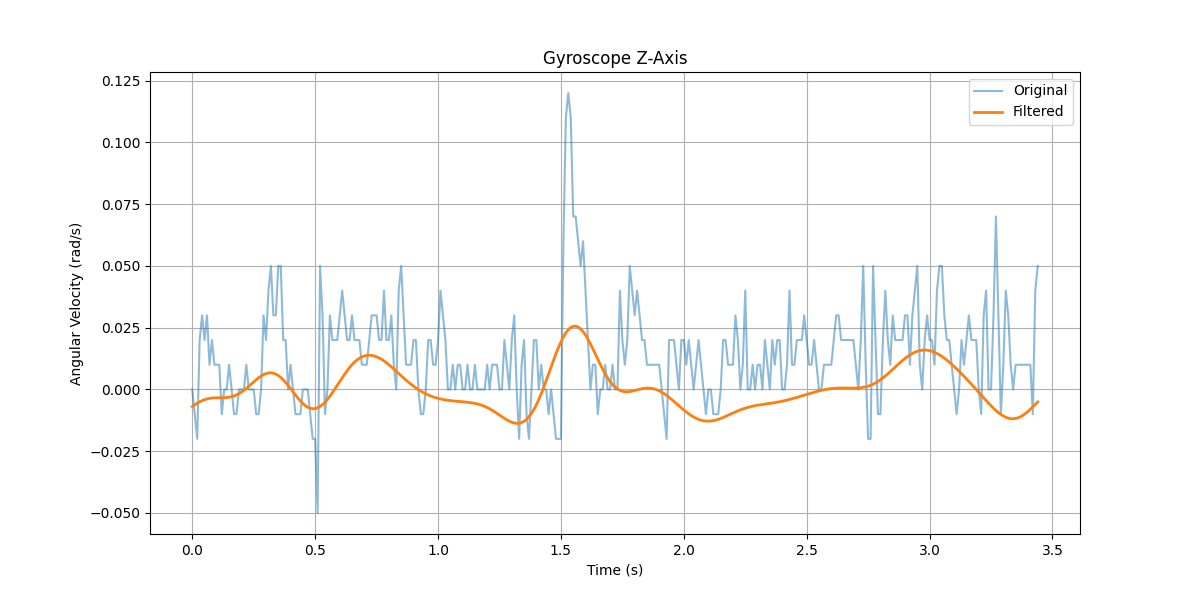 Gyroscope Z-Axis
Original
Filtered
Angular Velocity (rad/s)
0.125
0.100
0.075
0.050
0.025
0.000
−0.025
−0.050
0.0 0.5 1.0 1.5 2.0 2.5 3.0 3.5
Time (s)